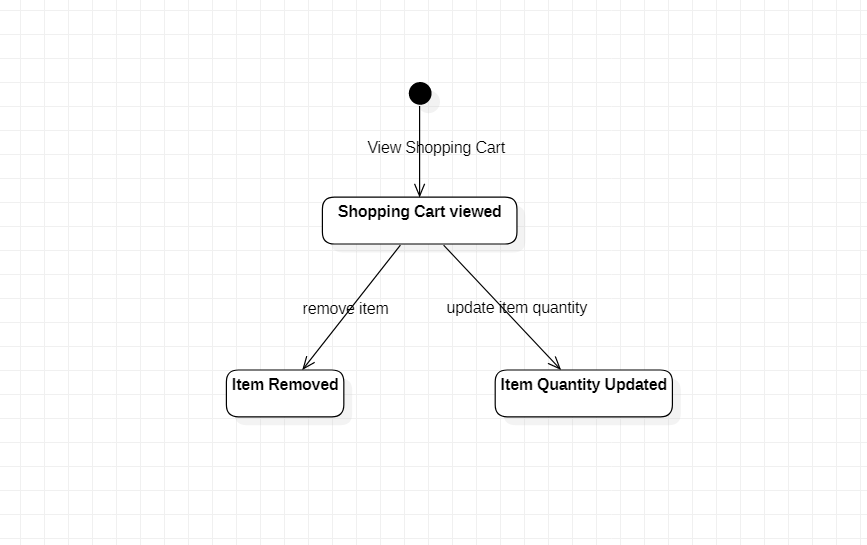 View Shopping Cart
Shopping Cart viewed
remove item
update item quantity
Item Removed
Item Quantity Updated